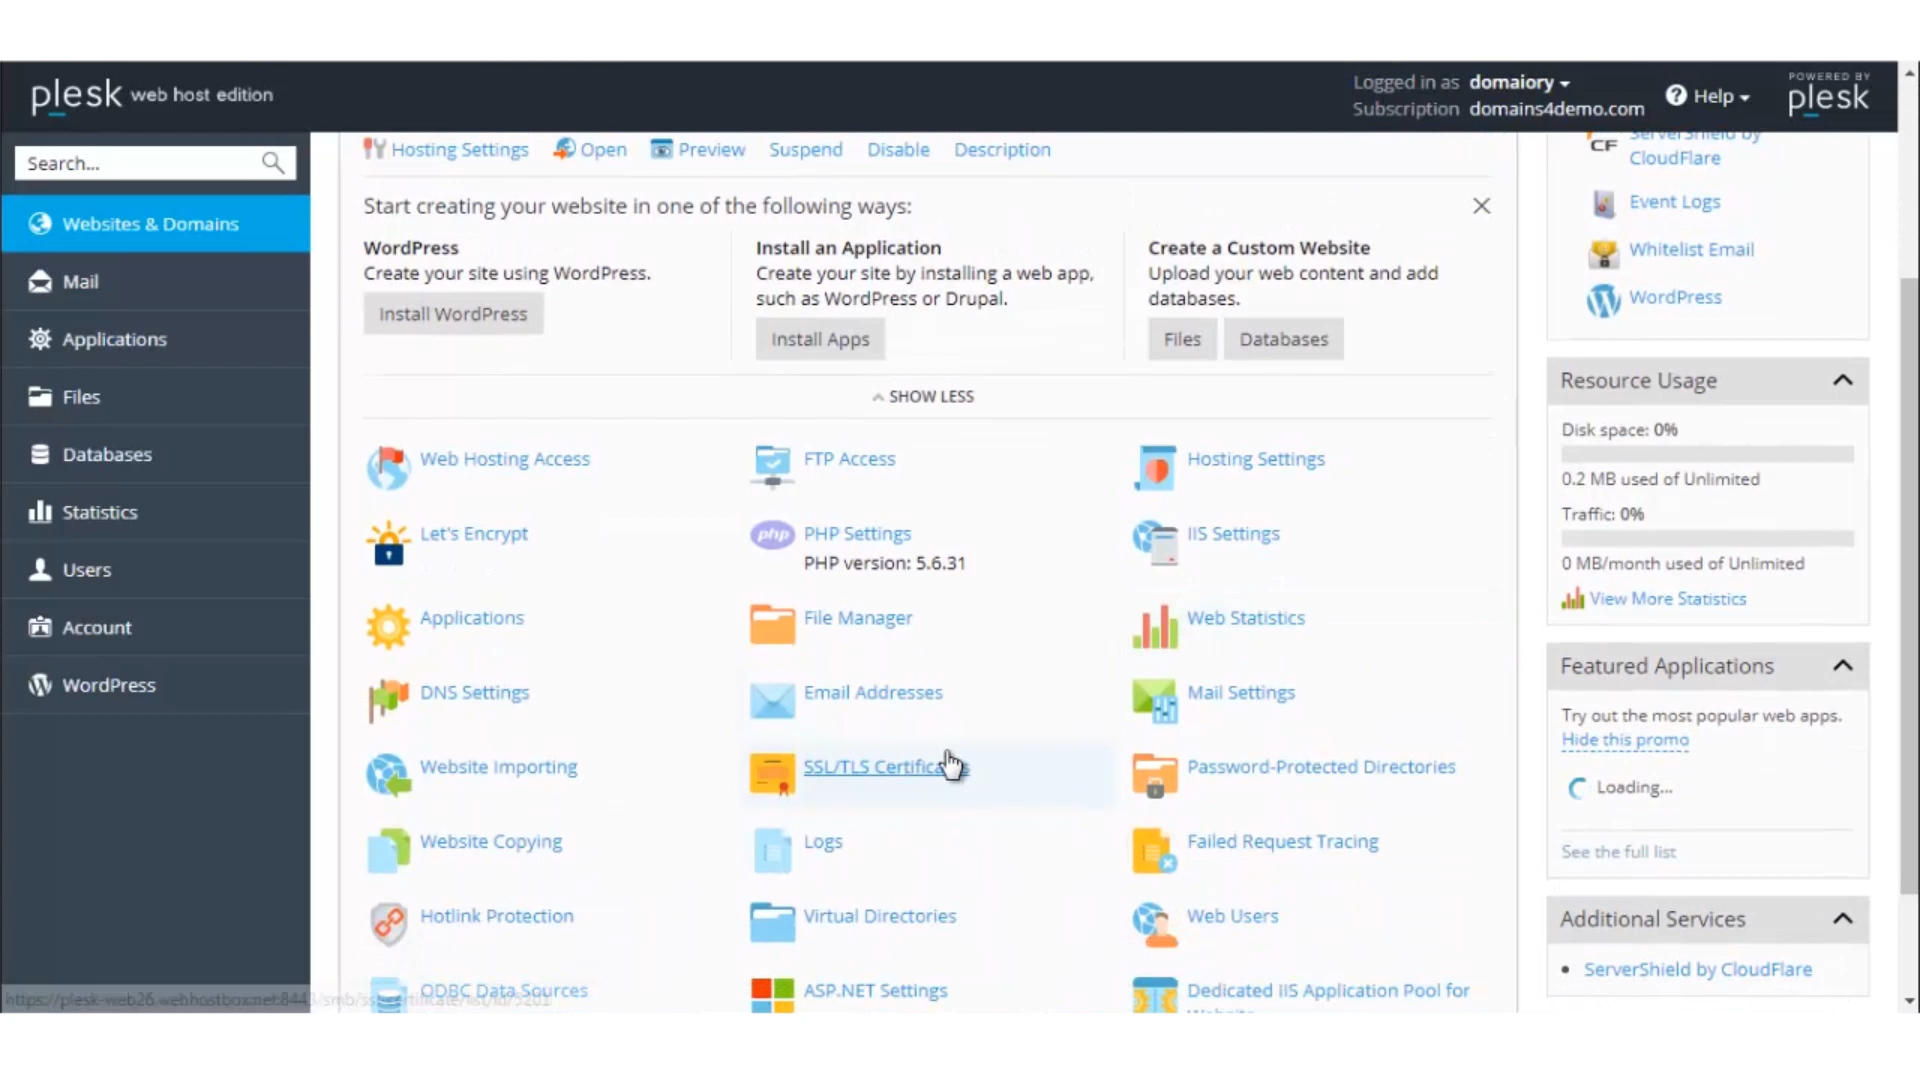 plesk web host edition
Logged in as domaiory
Subscription domains4demo.com
Help
POWERED BY
plesk
Search...
Websites & Domains
Mail
Applications
Files
Databases
Statistics
Users
Account
WordPress
Hosting Settings Open Preview Suspend Disable Description
Start creating your website in one of the following ways:
WordPress
Create your site using WordPress.
Install WordPress
Install an Application
Create your site by installing a web app,
such as WordPress or Drupal.
Install Apps
Create a Custom Website
Upload your web content and add
databases.
Files Databases
SHOW LESS
Web Hosting Access
FTP Access
Hosting Settings
Let's Encrypt
php
PHP Settings
PHP version: 5.6.31
IIS Settings
Applications
File Manager
Web Statistics
DNS Settings
Email Addresses
Mail Settings
Website Importing
SSL/TLS Certificates
Password-Protected Directories
Website Copying
Logs
Failed Request Tracing
Hotlink Protection
Virtual Directories
Web Users
ODBC Data Sources
ASP.NET Settings
Dedicated IIS Application Pool for
Website
CF
ServerShield by
CloudFlare
Event Logs
Whitelist Email
WordPress
Resource Usage
Disk space: 0%
0.2 MB used of Unlimited
Traffic: 0%
0 MB/month used of Unlimited
View More Statistics
Featured Applications
Try out the most popular web apps.
Hide this promo
Loading...
See the full list
Additional Services
ServerShield by CloudFlare